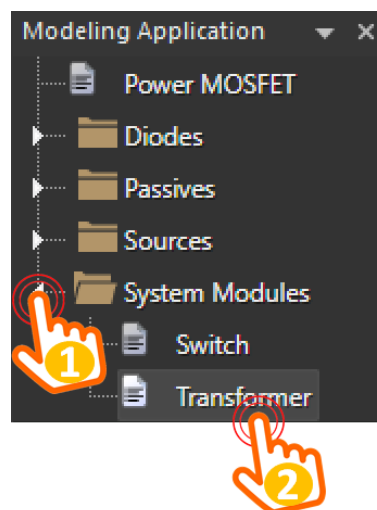 Modeling Application
Power MOSFET
Diodes
Passives
Sources
System Modules
1
Switch
Transformer
2